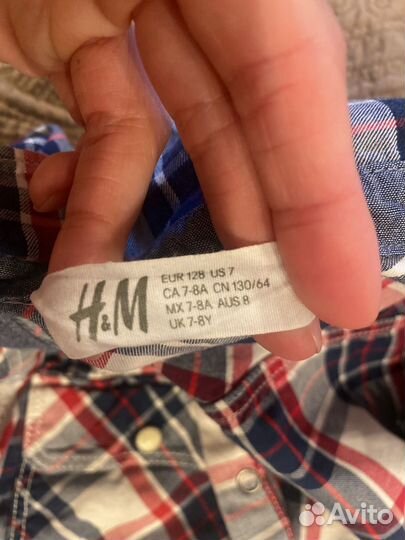 H&M
EUR 128 US 7
CA 7-8A CN 130/64
MX 7-8A AUS 8
UK 7-8Y
Avito